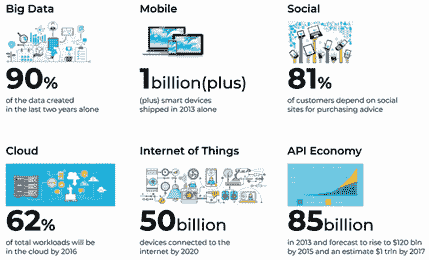 Big Data
90%
of the data created
in the last two years alone
Mobile
1billion(plus)
(plus) smart devices
shipped in 2013 alone
Social
81%
of customers depend on social
sites for purchasing advice
Cloud
62%
of total workloads will be
in the cloud by 2016
Internet of Things
50billion
devices connected to the
internet by 2020
API Economy
85billion
in 2013 and forecast to rise to $120 bln
by 2015 and an estimate $1 trln by 2017